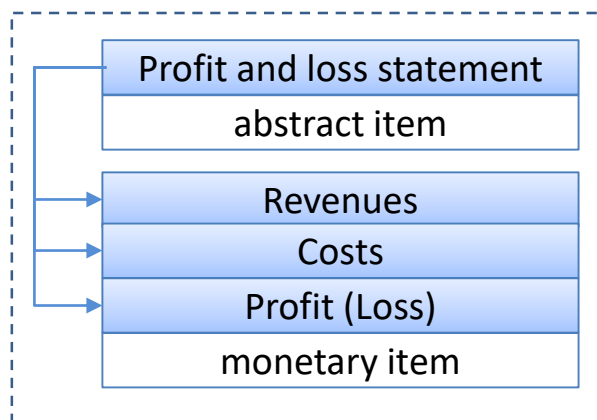 Profit and loss statement
abstract item
Revenues
Costs
Profit (Loss)
monetary item